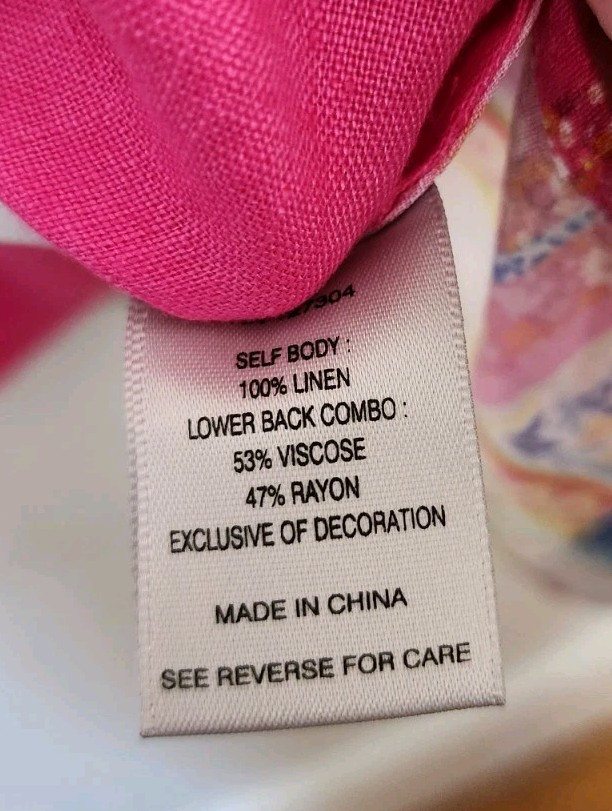 SELF BODY :
100% LINEN
LOWER BACK COMBO :
53% VISCOSE
47% RAYON
EXCLUSIVE OF DECORATION
MADE IN CHINA
SEE REVERSE FOR CARE